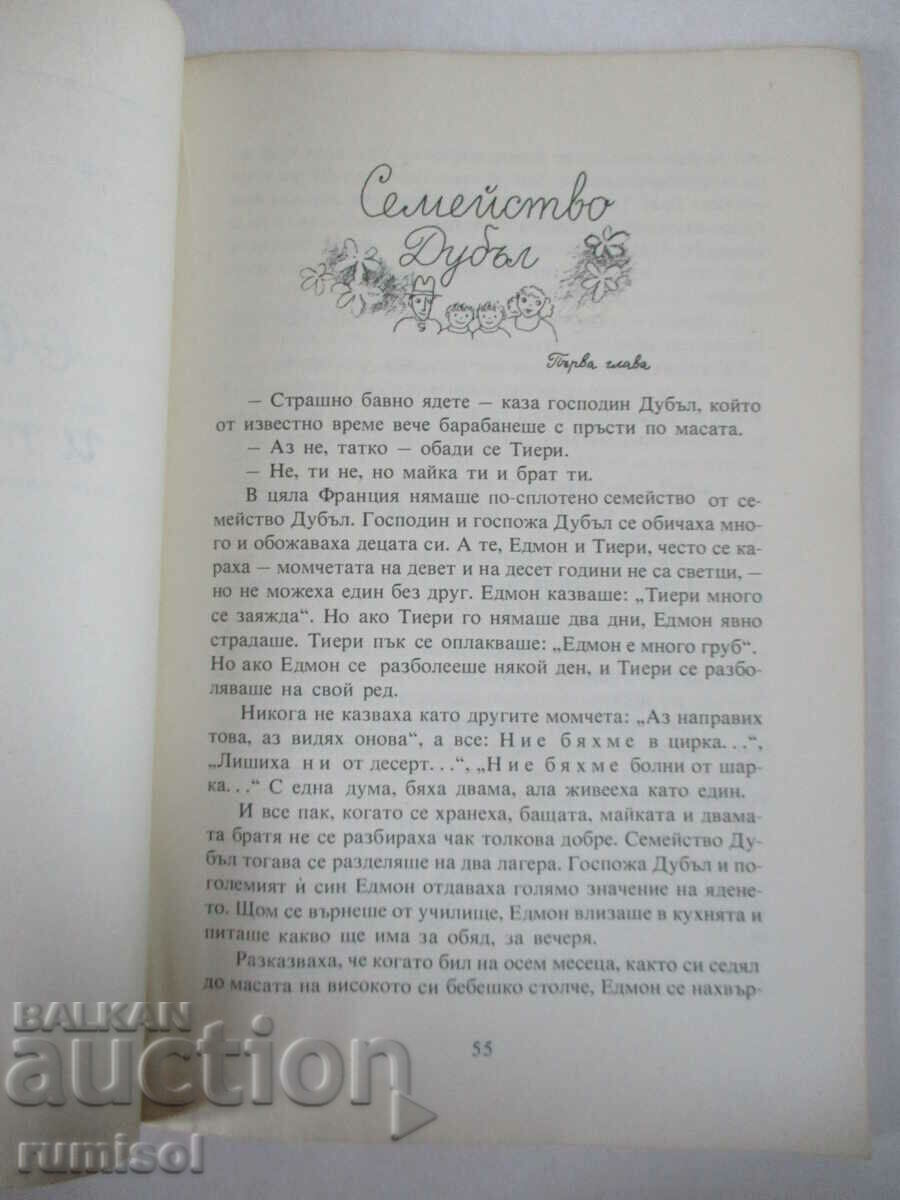 Семейство
Дубъл
Първа глава
— Страшно бавно ядете — каза господин Дубъл, който
от известно време вече барабанеше с пръсти по масата.
— Аз не, татко — обади се Тиери.
— Не, ти не, но майка ти и брат ти.
В цяла Франция нямаше по-сплотено семейство от се-
мейство Дубъл. Господин и госпожа Дубъл се обичаха мно-
го и обожаваха децата си. А те, Едмон и Тиери, често се ка-
раха — момчетата на девет и на десет години не са светци, —
но не можеха един без друг. Едмон казваше: „Тиери много
се заяжда“. Но ако Тиери го нямаше два дни, Едмон явно
страдаше. Тиери пък се оплакваше: „Едмон е много груб“.
Но ако Едмон се разболееше някой ден, и Тиери се разбо-
ляваше на свой ред.
Никога не казваха като другите момчета: „Аз направих
това, аз видях онова“, а все: Ние бяхме в цирка...“,
„Лишиха ни от десерт...“, „Ние бяхме болни от шар-
ка...“ С една дума, бяха двама, ала живееха като един.
И все пак, когато се хранеха, бащата, майката и двама-
та братя не се разбираха чак толкова добре. Семейство Ду-
бъл тогава се разделяше на два лагера. Госпожа Дубъл и по-
големият ѝ син Едмон отдаваха голямо значение на ядене-
то. Щом се върнеше от училище, Едмон влизаше в кухнята и
питаше какво ще има за обяд, за вечеря.
Разказваха, че когато бил на осем месеца, както си седял
до масата на високото си бебешко столче, Едмон се нахвър-
55
BALKAN
auction
rumisol